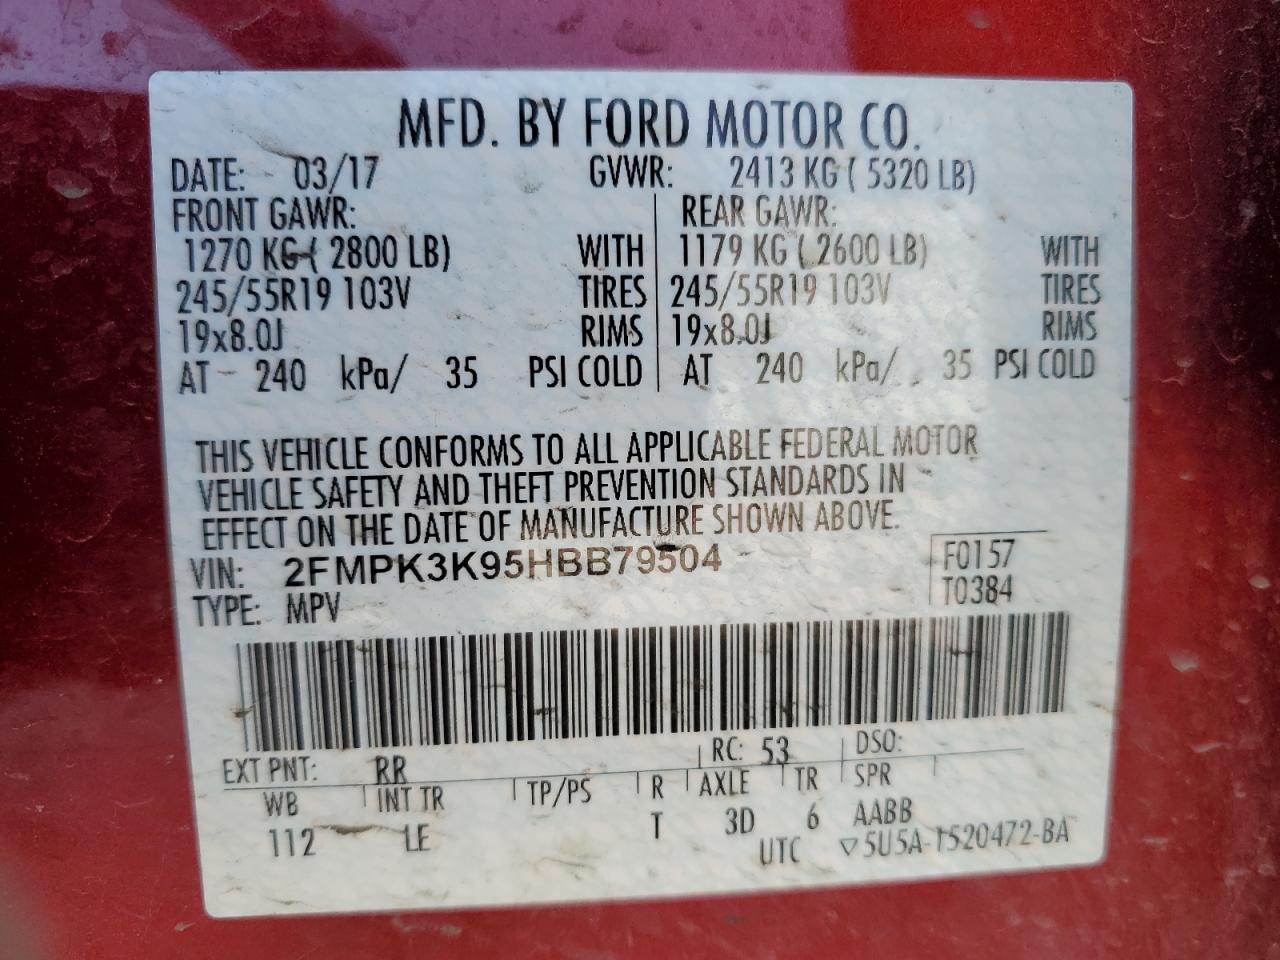 MFD. BY FORD MOTOR CO.
DATE: 03/17 GVWR: 2413 KG ( 5320 LB)
FRONT GAWR: REAR GAWR:
1270 KG ( 2800 LB) WITH 1179 KG ( 2600 LB) WITH
245/55R19 103V TIRES 245/55R19 103V TIRES
19x8.0J RIMS 19x8.0J RIMS
AT 240 kPa/ 35 PSI COLD AT 240 kPa/ 35 PSI COLD
THIS VEHICLE CONFORMS TO ALL APPLICABLE FEDERAL MOTOR
VEHICLE SAFETY AND THEFT PREVENTION STANDARDS IN
EFFECT ON THE DATE OF MANUFACTURE SHOWN ABOVE.
VIN: 2FMPK3K95HBB79504 F0157
TYPE: MPV T0384
EXT PNT: RR RC: 53 DSO:
WB INT TR TP/PS R AXLE TR SPR
112 LE T 3D 6 AABB
UTC ▽5U5A-1520472-BA